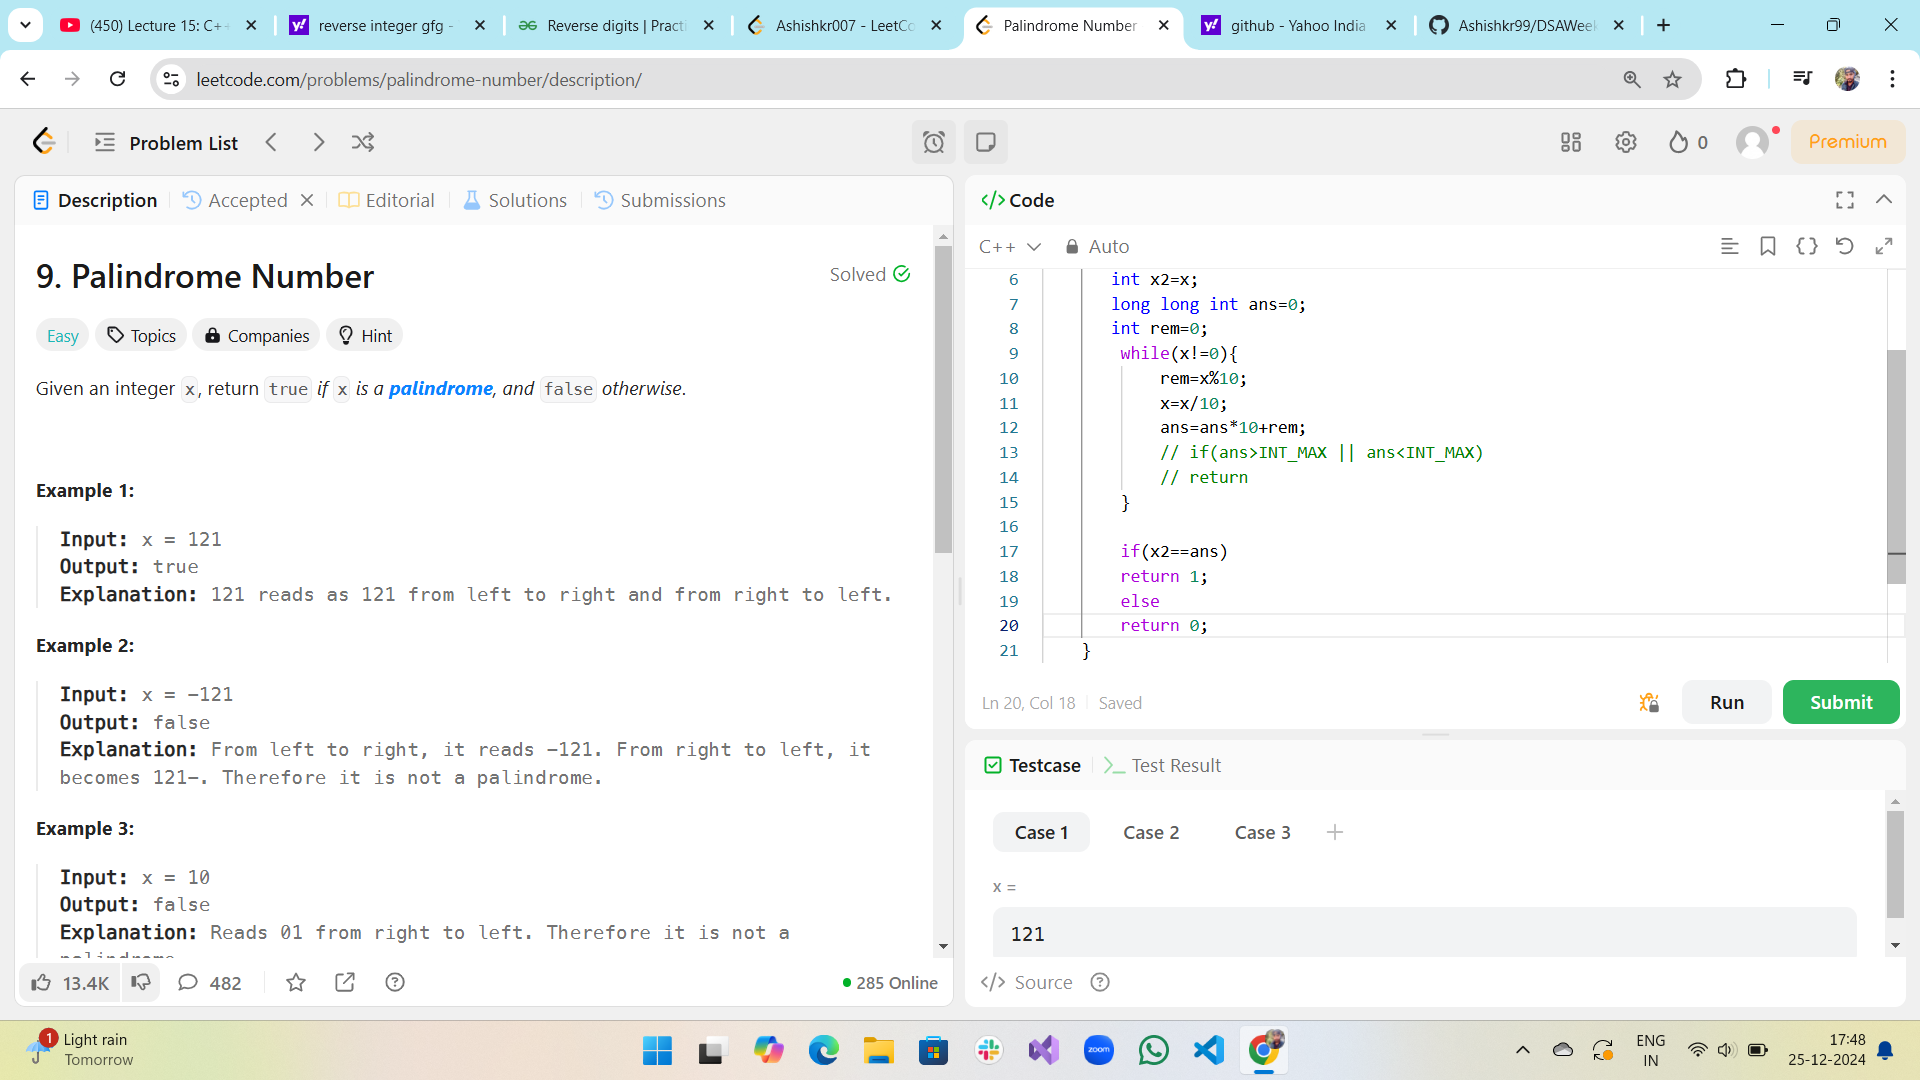 (450) Lecture 15: C++
reverse integer gfg -
Reverse digits | Practi
Ashishkr007 - LeetCo
Palindrome Number
github - Yahoo India
Ashishkr99/DSAWeek
leetcode.com/problems/palindrome-number/description/
Problem List
0
Premium
Description
Accepted
Editorial
Solutions
Submissions
9. Palindrome Number
Solved
Easy
Topics
Companies
Hint
Given an integer x, return true if x is a palindrome, and false otherwise.
Example 1:
Input: x = 121
Output: true
Explanation: 121 reads as 121 from left to right and from right to left.
Example 2:
Input: x = -121
Output: false
Explanation: From left to right, it reads -121. From right to left, it
becomes 121-. Therefore it is not a palindrome.
Example 3:
Input: x = 10
Output: false
Explanation: Reads 01 from right to left. Therefore it is not a
palindrome.
13.4K
482
285 Online
</> Code
C++
Auto
6 int x2=x;
7 long long int ans=0;
8 int rem=0;
9 while(x!=0){
10 rem=x%10;
11 x=x/10;
12 ans=ans*10+rem;
13 // if(ans>INT_MAX || ans<INT_MAX)
14 // return
15 }
16
17 if(x2==ans)
18 return 1;
19 else
20 return 0;
21 }
Ln 20, Col 18
Saved
Run
Submit
Testcase
Test Result
Case 1
Case 2
Case 3
x =
121
</> Source
1
Light rain
Tomorrow
zoom
ENG
IN
17:48
25-12-2024